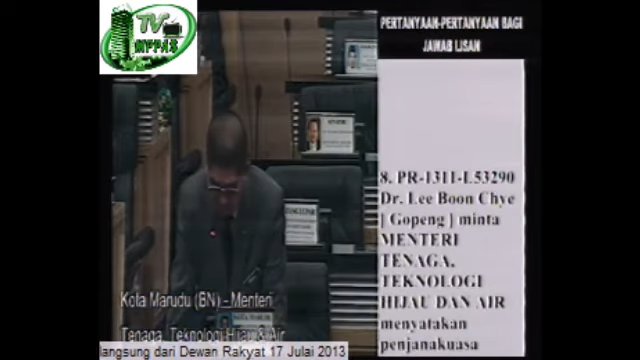 TV
MPPAS
PERTANYAAN-PERTANYAAN BAGI
JAWAB LISAN
8. PR-1311-L53290
Dr. Lee Boon Chye
[ Gopeng ] minta
MENTERI
TENAGA,
TEKNOLOGI
HIJAU DAN AIR
menyatakan
penjanakuasa
Kota Marudu (BN) - Menteri
Tenaga, Teknologi Hijau & Air
langsung dari Dewan Rakyat 17 Julai 2013